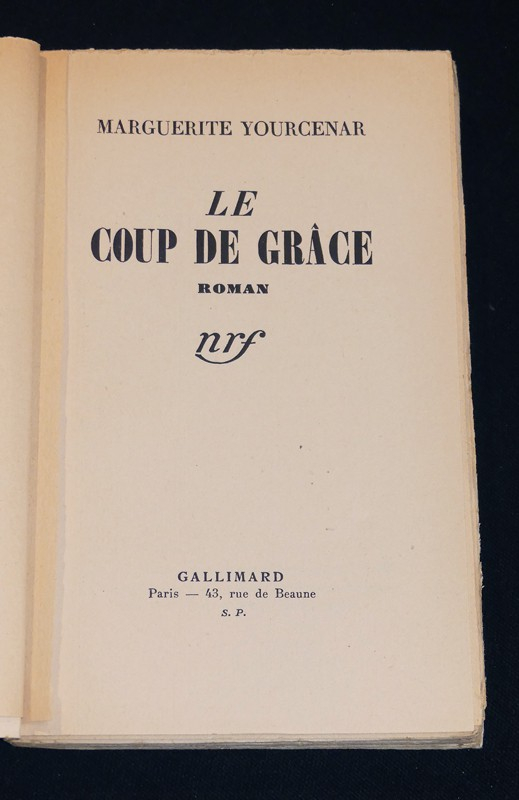 MARGUERITE YOURCENAR
LE
COUP DE GRÂCE
ROMAN
nrf
GALLIMARD
Paris — 43, rue de Beaune
S. P.